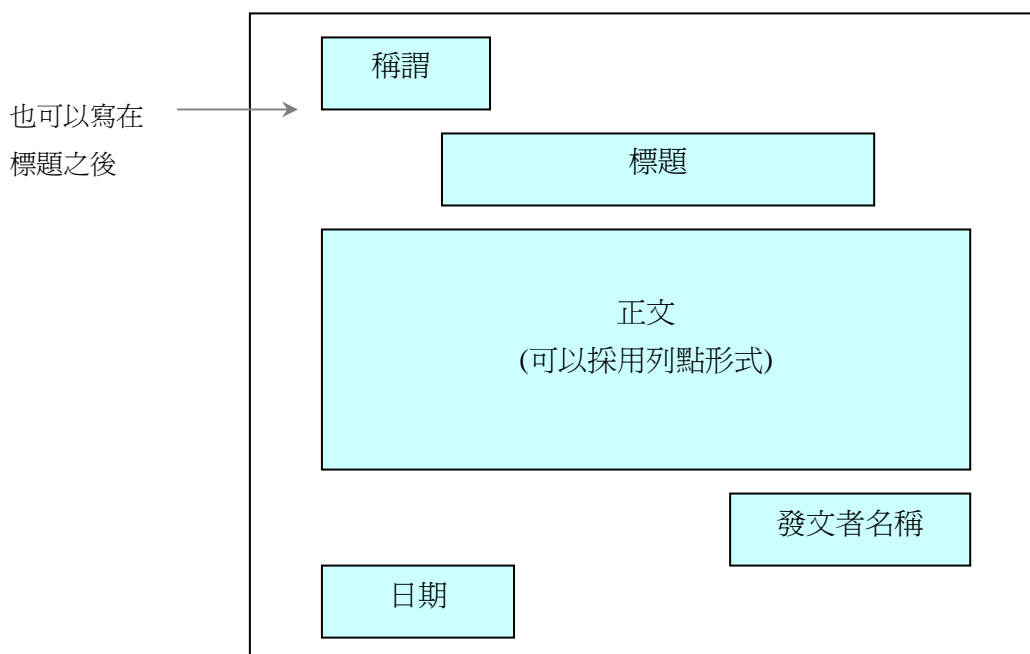 稱謂
也可以寫在
標題之後
標題
正文
(可以採用列點形式)
發文者名稱
日期